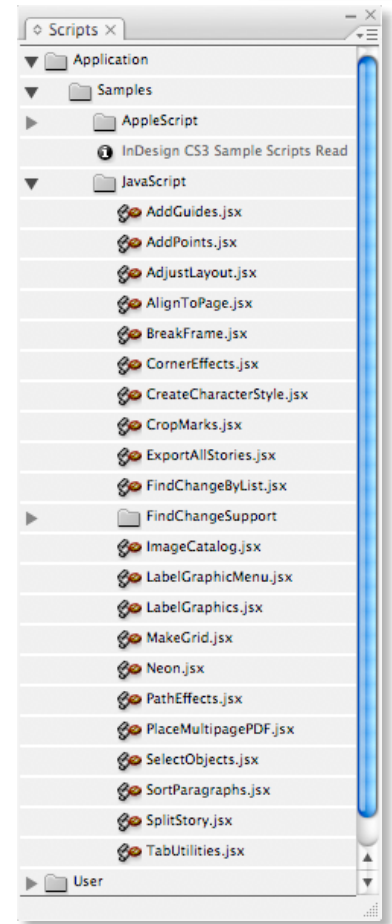 Scripts
Application
Samples
AppleScript
InDesign CS3 Sample Scripts Read
JavaScript
AddGuides.jsx
AddPoints.jsx
AdjustLayout.jsx
AlignToPage.jsx
BreakFrame.jsx
CornerEffects.jsx
CreateCharacterStyle.jsx
CropMarks.jsx
ExportAllStories.jsx
FindChangeByList.jsx
FindChangeSupport
ImageCatalog.jsx
LabelGraphicMenu.jsx
LabelGraphics.jsx
MakeGrid.jsx
Neon.jsx
PathEffects.jsx
PlaceMultipagePDF.jsx
SelectObjects.jsx
SortParagraphs.jsx
SplitStory.jsx
TabUtilities.jsx
User